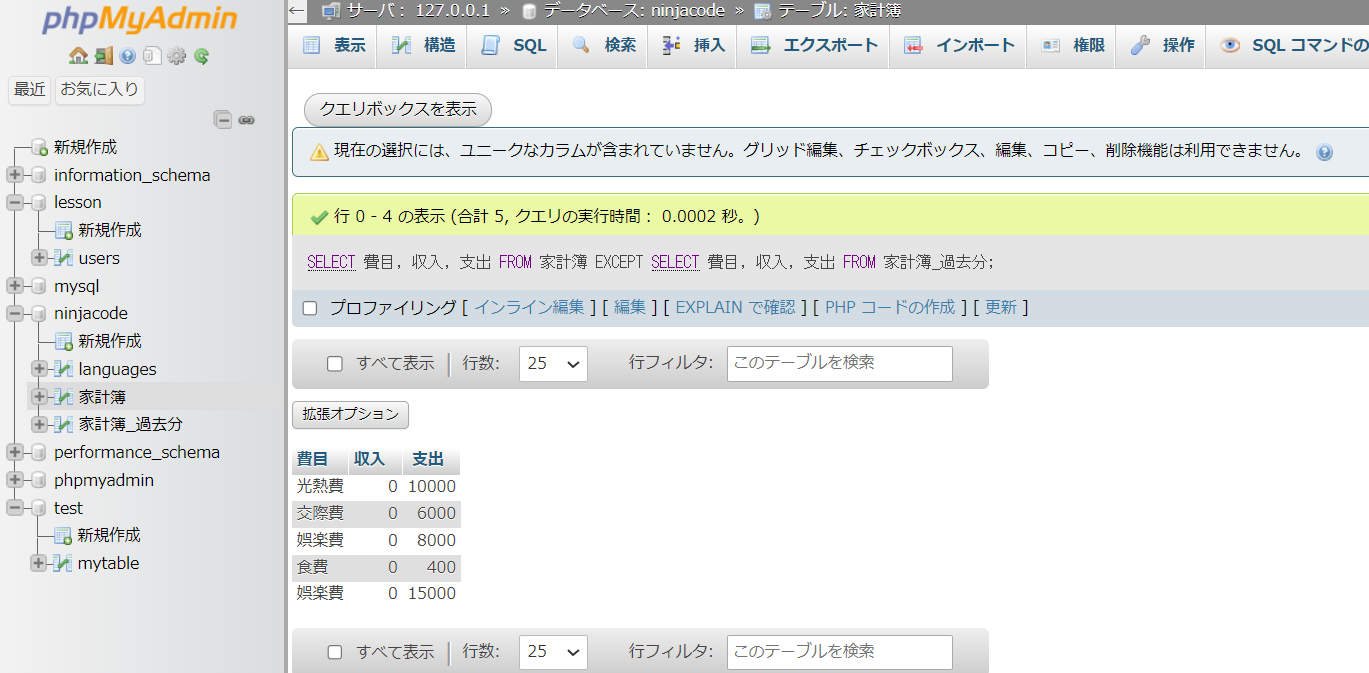 phpMyAdmin
最近 お気に入り
新規作成
information_schema
lesson
新規作成
users
mysql
ninjacode
新規作成
languages
家計簿
家計簿_過去分
performance_schema
phpmyadmin
test
新規作成
mytable
サーバ: 127.0.0.1 » データベース: ninjacode » テーブル: 家計簿
表示 構造 SQL 検索 挿入 エクスポート インポート 権限 操作 SQL コマンドの
クエリボックスを表示
現在の選択には、ユニークなカラムが含まれていません。グリッド編集、チェックボックス、編集、コピー、削除機能は利用できません。
行 0 - 4 の表示 (合計 5, クエリの実行時間: 0.0002 秒。)
SELECT 費目, 収入, 支出 FROM 家計簿 EXCEPT SELECT 費目, 収入, 支出 FROM 家計簿_過去分;
プロファイリング [ インライン編集 ] [ 編集 ] [ EXPLAIN で確認 ] [ PHP コードの作成 ] [ 更新 ]
すべて表示 | 行数: 25 行フィルタ: このテーブルを検索
拡張オプション
費目 収入 支出
光熱費 0 10000
交際費 0 6000
娯楽費 0 8000
食費 0 400
娯楽費 0 15000
すべて表示 | 行数: 25 行フィルタ: このテーブルを検索